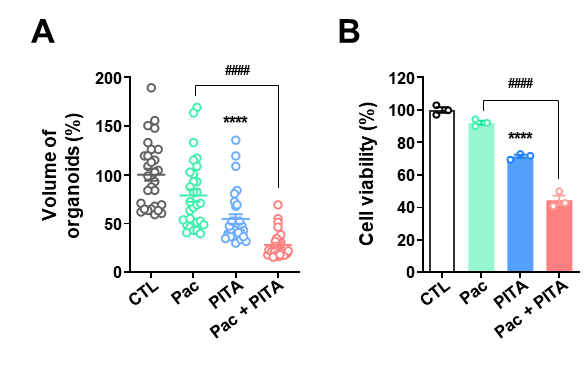 A
Volume of
organoids (%)
200
150
100
50
0
####
****
CTL
Pac
PITA
Pac + PITA
B
Cell viability (%)
120
100
80
60
40
20
0
####
****
CTL
Pac
PITA
Pac + PITA